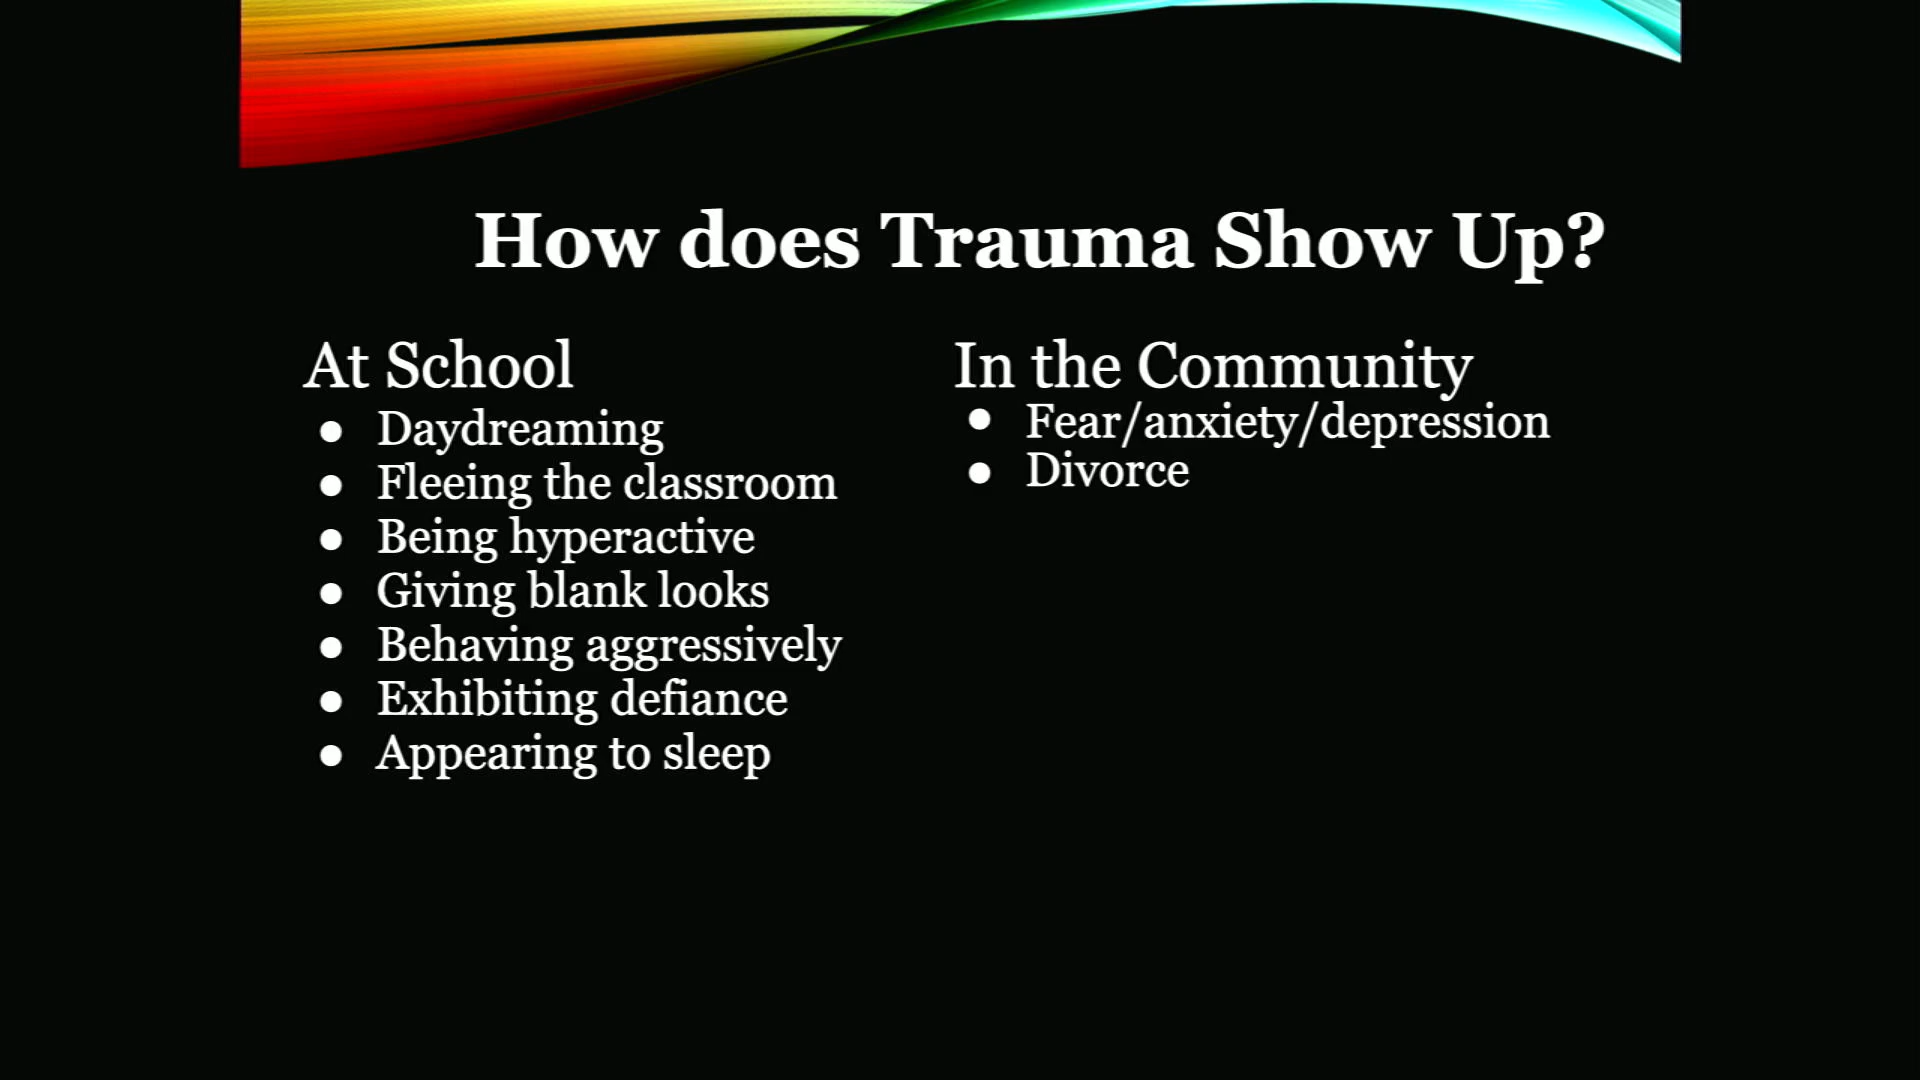 How does Trauma Show Up?
At School
● Daydreaming
● Fleeing the classroom
● Being hyperactive
● Giving blank looks
● Behaving aggressively
● Exhibiting defiance
● Appearing to sleep
In the Community
● Fear/anxiety/depression
● Divorce